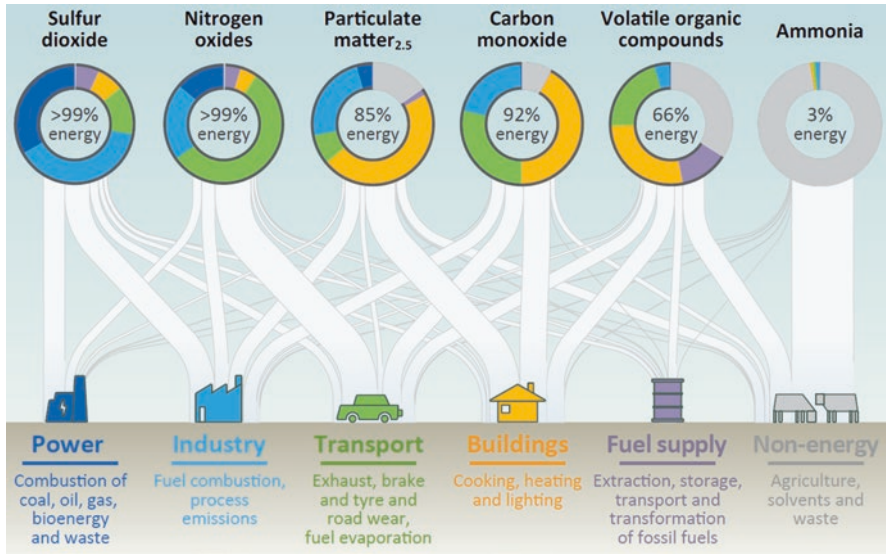 Sulfur
dioxide
Nitrogen
oxides
Particulate
matter2.5
Carbon
monoxide
Volatile organic
compounds
Ammonia
>99%
energy
>99%
energy
85%
energy
92%
energy
66%
energy
3%
energy
Power
Combustion of
coal, oil, gas,
bioenergy
and waste
Industry
Fuel combustion,
process
emissions
Transport
Exhaust, brake
and tyre and
road wear,
fuel evaporation
Buildings
Cooking, heating
and lighting
Fuel supply
Extraction, storage,
transport and
transformation
of fossil fuels
Non-energy
Agriculture,
solvents and
waste